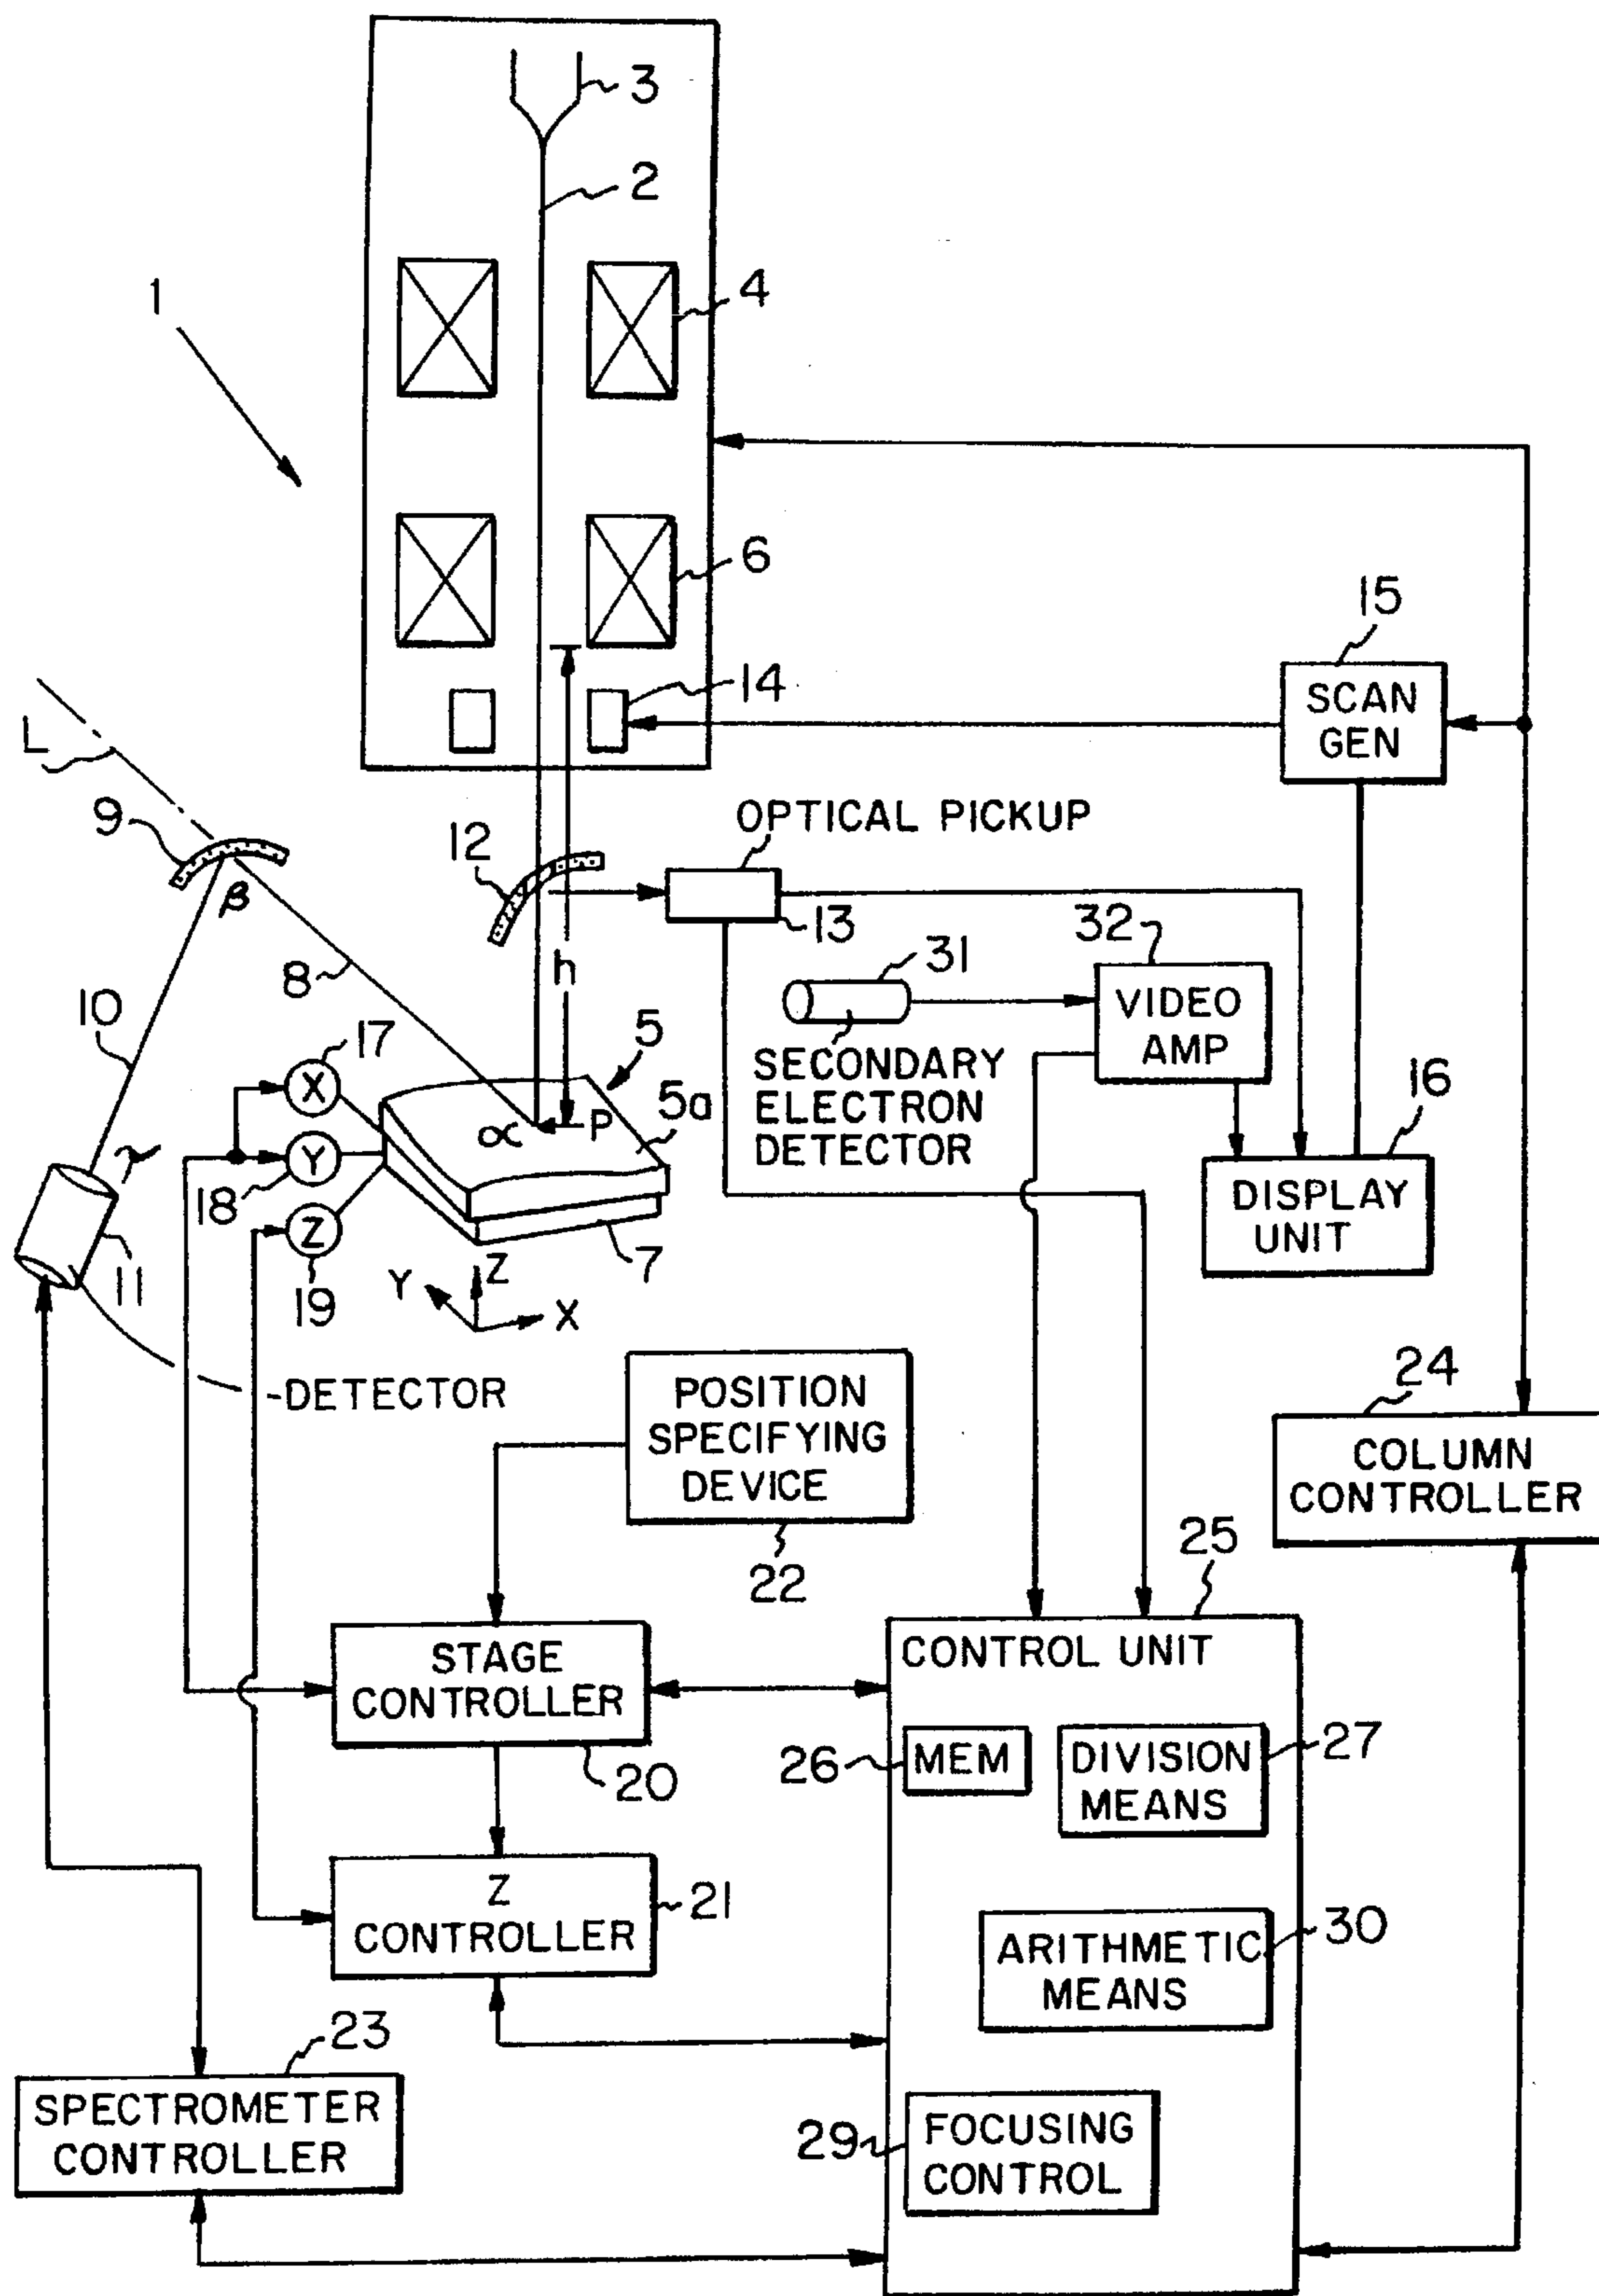 3
2
1
4
6
15
SCAN
GEN
14
L
9
12
OPTICAL PICKUP
β
13
32
8
h
31
VIDEO
AMP
10
17
5
SECONDARY
ELECTRON
DETECTOR
X
5a
16
α
P
Y
18
DISPLAY
UNIT
Z
7
11
19
Y
Z
X
DETECTOR
24
POSITION
SPECIFYING
DEVICE
COLUMN
CONTROLLER
22
25
STAGE
CONTROLLER
CONTROL UNIT
20
26
MEM
DIVISION
MEANS
27
Z
CONTROLLER
21
ARITHMETIC
MEANS
30
23
SPECTROMETER
CONTROLLER
29
FOCUSING
CONTROL